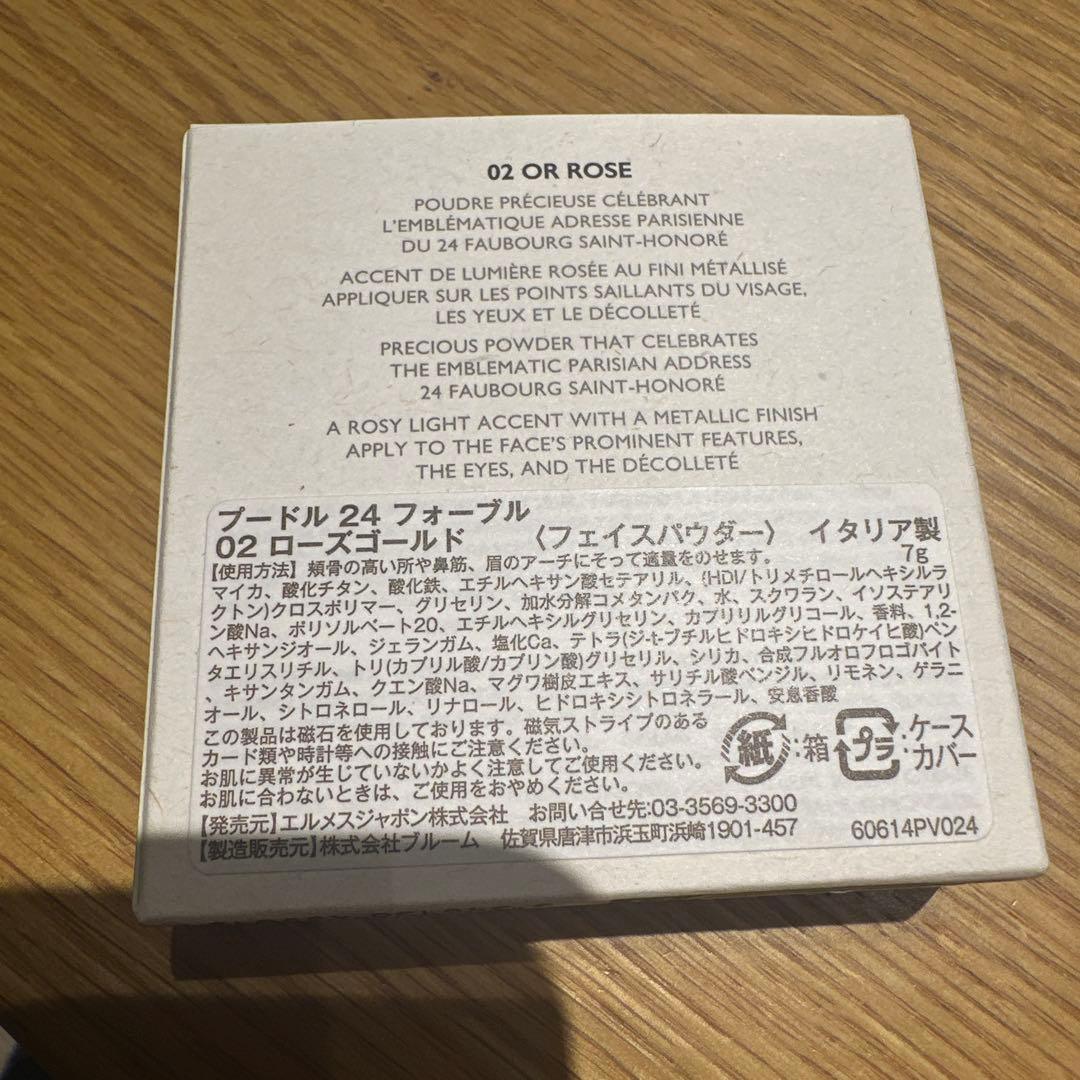 02 OR ROSE
POUDRE PRÉCIEUSE CÉLÉBRANT
L'EMBLÉMATIQUE ADRESSE PARISIENNE
DU 24 FAUBOURG SAINT-HONORÉ
ACCENT DE LUMIÈRE ROSÉE AU FINI MÉTALLISÉ
APPLIQUER SUR LES POINTS SAILLANTS DU VISAGE,
LES YEUX ET LE DÉCOLLETÉ
PRECIOUS POWDER THAT CELEBRATES
THE EMBLEMATIC PARISIAN ADDRESS
24 FAUBOURG SAINT-HONORÉ
A ROSY LIGHT ACCENT WITH A METALLIC FINISH
APPLY TO THE FACE'S PROMINENT FEATURES,
THE EYES, AND THE DÉCOLLETÉ
プードル 24 フォーブル
02 ローズゴールド 〈フェイスパウダー〉 イタリア製
7g
【使用方法】頬骨の高い所や鼻筋、眉のアーチにそって適量をのせます。
マイカ、酸化チタン、酸化鉄、エチルヘキサン酸セテアリル、(HDI/トリメチロールヘキシルラ
クトン)クロスポリマー、グリセリン、加水分解コメタンパク、水、スクワラン、イソステアリ
ン酸Na、ポリソルベート20、エチルヘキシルグリセリン、カプリリルグリコール、香料、1,2-
ヘキサンジオール、ジェランガム、塩化Ca、テトラ(ジ-t-ブチルヒドロキシヒドロケイヒ酸)ペン
タエリスリチル、トリ(カプリル酸/カプリン酸)グリセリル、シリカ、合成フルオロフロゴパイト
、キサンタンガム、クエン酸Na、マグワ樹皮エキス、サリチル酸ベンジル、リモネン、ゲラニ
オール、シトロネロール、リナロール、ヒドロキシシトロネラール、安息香酸
この製品は磁石を使用しております。磁気ストライプのある
カード類や時計等への接触にご注意ください。
お肌に異常が生じていないかよく注意してご使用ください。
お肌に合わないときは、ご使用をおやめください。
紙:箱 プラ:ケース
カバー
【発売元】エルメスジャポン株式会社 お問い合せ先:03-3569-3300
【製造販売元】株式会社ブルーム 佐賀県唐津市浜玉町浜崎1901-457
60614PV024